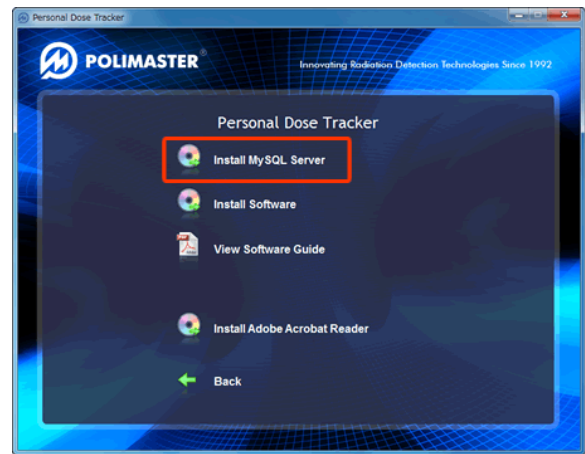 Personal Dose Tracker
POLIMASTER®
Innovating Radiation Detection Technologies Since 1992
Personal Dose Tracker
Install MySQL Server
Install Software
View Software Guide
Install Adobe Acrobat Reader
Back